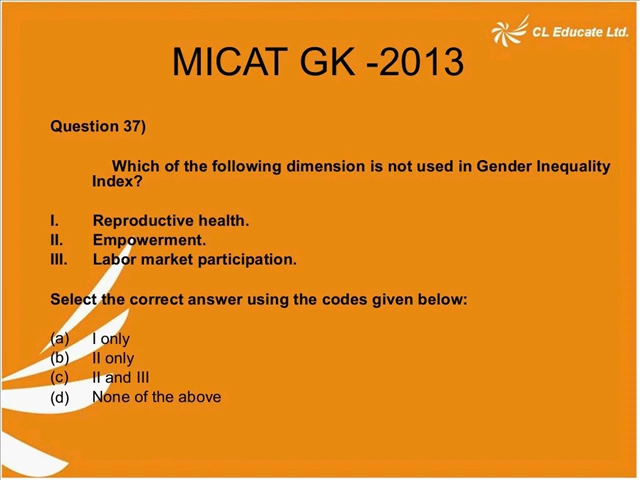 CL Educate Ltd.
MICAT GK -2013
Question 37)
Which of the following dimension is not used in Gender Inequality
Index?
I. Reproductive health.
II. Empowerment.
III. Labor market participation.
Select the correct answer using the codes given below:
(a) I only
(b) II only
(c) II and III
(d) None of the above